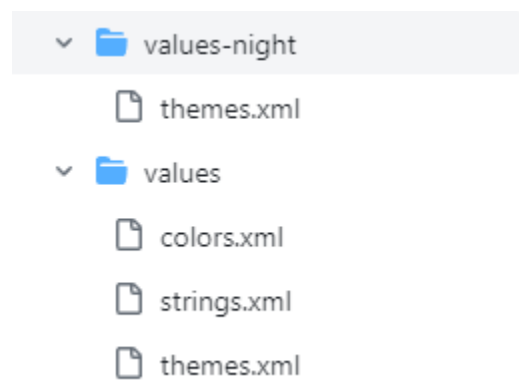 values-night
themes.xml
values
colors.xml
strings.xml
themes.xml